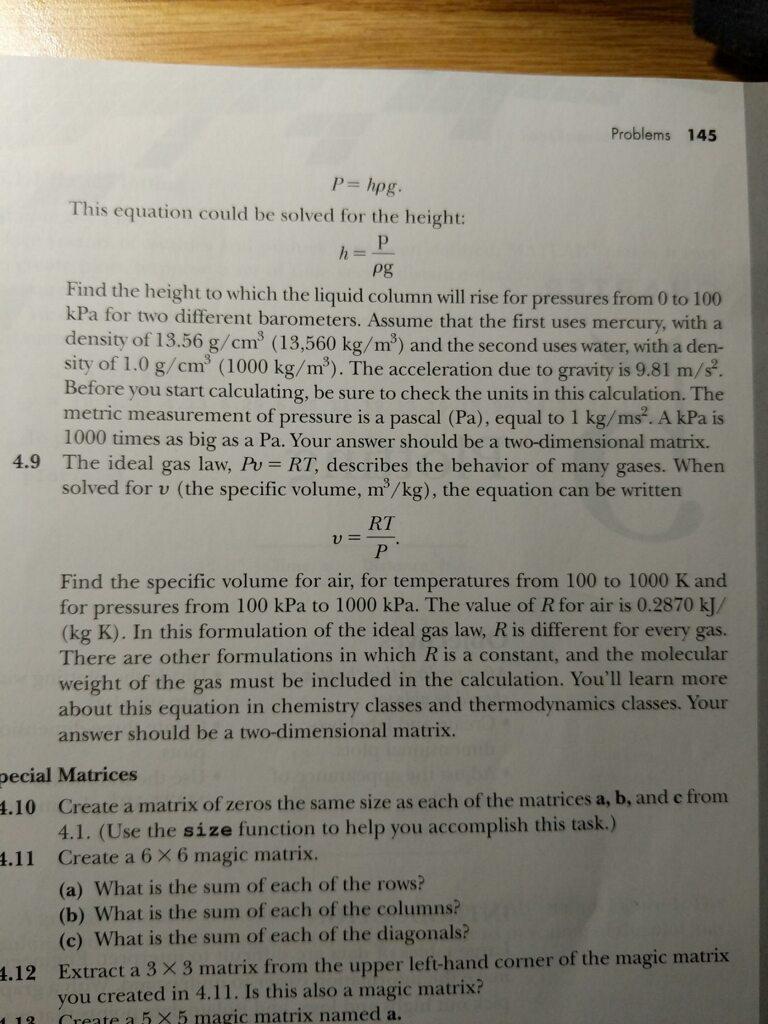 Problems 145
P = hρg.
This equation could be solved for the height:
h = P
ρg
Find the height to which the liquid column will rise for pressures from 0 to 100
kPa for two different barometers. Assume that the first uses mercury, with a
density of 13.56 g/cm³ (13,560 kg/m³) and the second uses water, with a den-
sity of 1.0 g/cm³ (1000 kg/m³). The acceleration due to gravity is 9.81 m/s².
Before you start calculating, be sure to check the units in this calculation. The
metric measurement of pressure is a pascal (Pa), equal to 1 kg/ms². A kPa is
1000 times as big as a Pa. Your answer should be a two-dimensional matrix.
4.9 The ideal gas law, Pv = RT, describes the behavior of many gases. When
solved for v (the specific volume, m³/kg), the equation can be written
v = RT
P.
Find the specific volume for air, for temperatures from 100 to 1000 K and
for pressures from 100 kPa to 1000 kPa. The value of R for air is 0.2870 kJ/
(kg K). In this formulation of the ideal gas law, R is different for every gas.
There are other formulations in which R is a constant, and the molecular
weight of the gas must be included in the calculation. You'll learn more
about this equation in chemistry classes and thermodynamics classes. Your
answer should be a two-dimensional matrix.
pecial Matrices
4.10 Create a matrix of zeros the same size as each of the matrices a, b, and c from
4.1. (Use the size function to help you accomplish this task.)
4.11 Create a 6 × 6 magic matrix.
(a) What is the sum of each of the rows?
(b) What is the sum of each of the columns?
(c) What is the sum of each of the diagonals?
4.12 Extract a 3 × 3 matrix from the upper left-hand corner of the magic matrix
you created in 4.11. Is this also a magic matrix?
4.13 Create a 5 × 5 magic matrix named a.